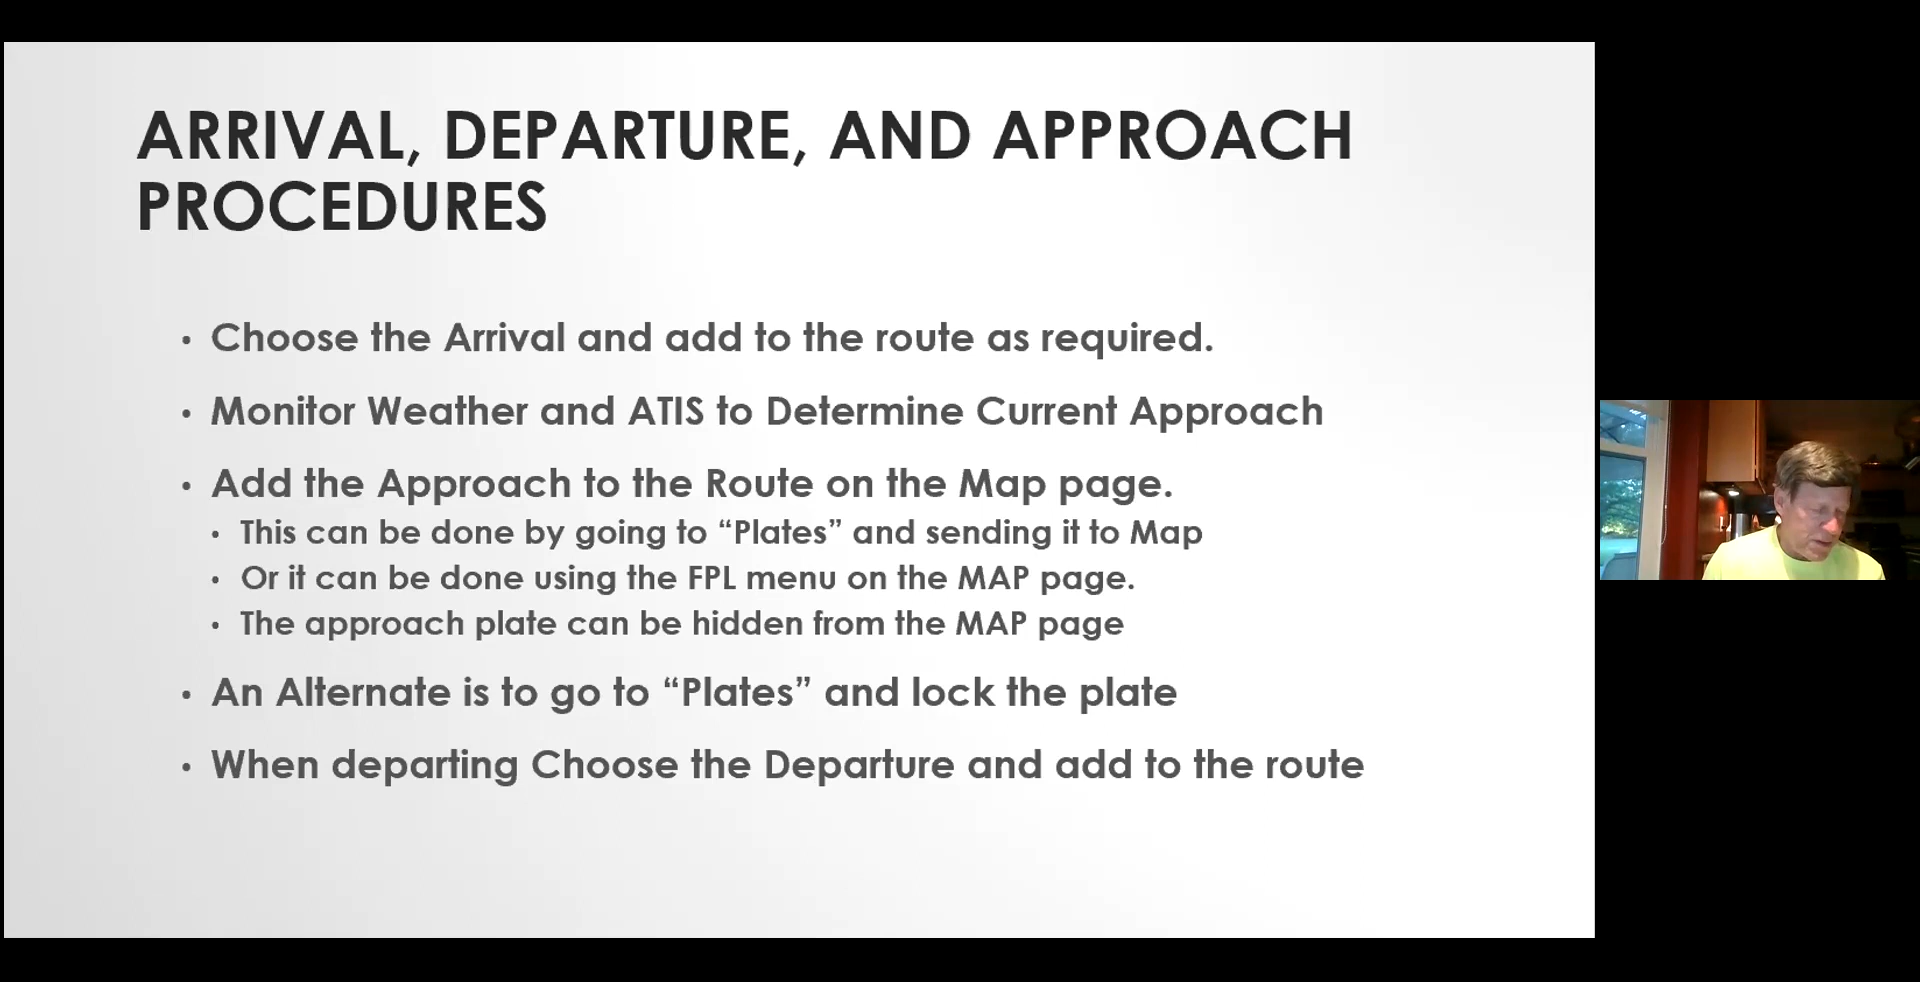 ARRIVAL, DEPARTURE, AND APPROACH
PROCEDURES
• Choose the Arrival and add to the route as required.
• Monitor Weather and ATIS to Determine Current Approach
• Add the Approach to the Route on the Map page.
• This can be done by going to “Plates” and sending it to Map
• Or it can be done using the FPL menu on the MAP page.
• The approach plate can be hidden from the MAP page
• An Alternate is to go to “Plates” and lock the plate
• When departing Choose the Departure and add to the route